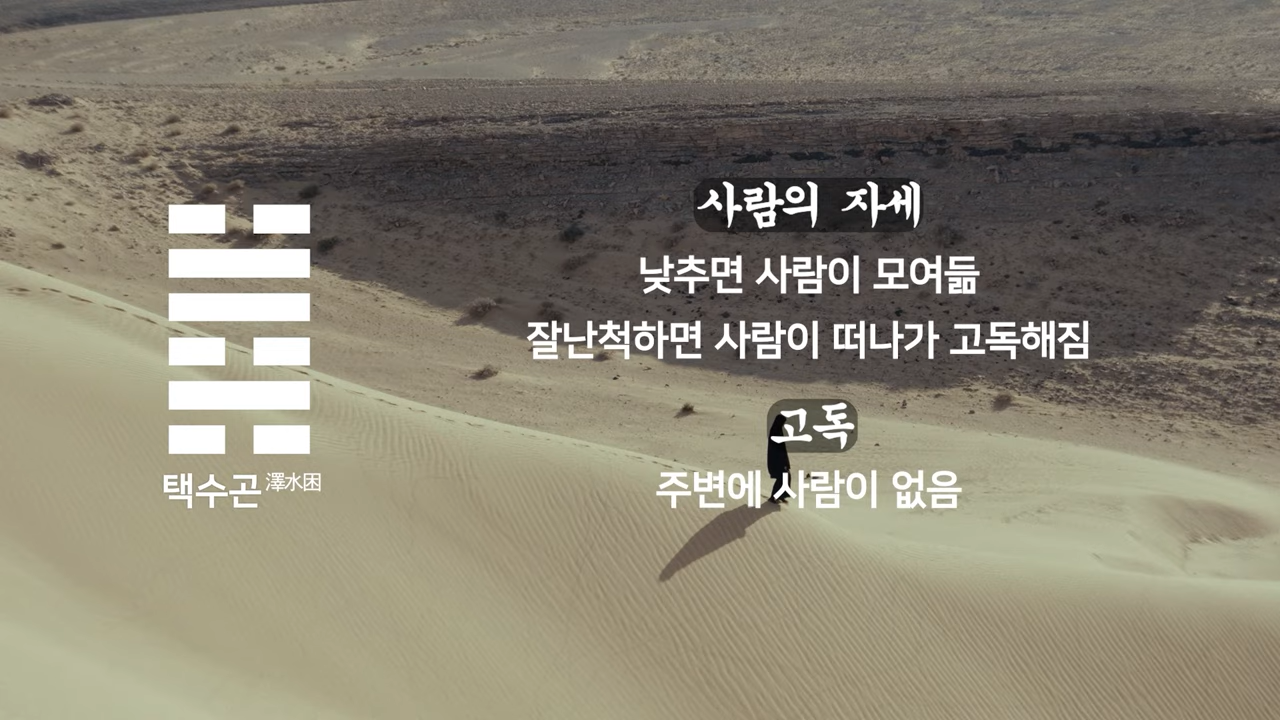 택수곤 澤水困
사람의 자세
낮추면 사람이 모여듦
잘난척하면 사람이 떠나가 고독해짐
고독
주변에 사람이 없음